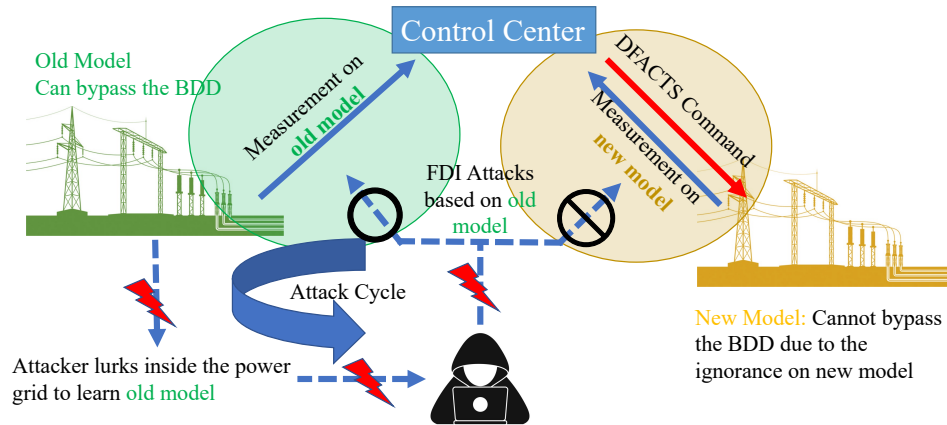 Control Center
Old Model
Can bypass the BDD
Measurement on
old model
DFACTS Command
Measurement on
new model
FDI Attacks
based on old
model
Attack Cycle
Attacker lurks inside the power
grid to learn old model
New Model: Cannot bypass
the BDD due to the
ignorance on new model